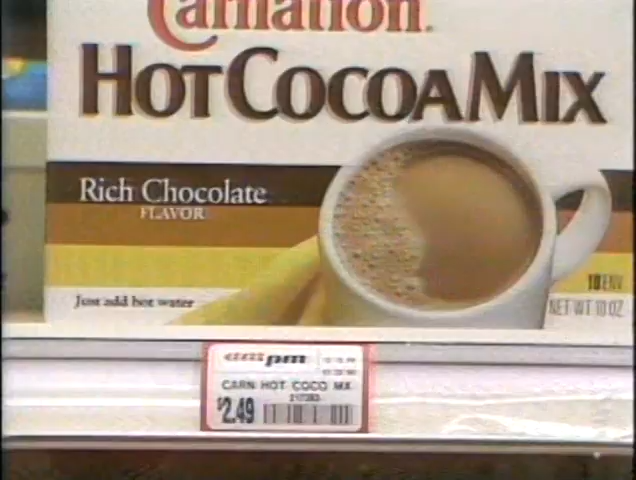 Carnation
HOT COCOA MIX
Rich Chocolate
FLAVOR
10 ENV
Just add hot water
NET WT 10 OZ
am pm
CARN HOT COCO MX
$2.49